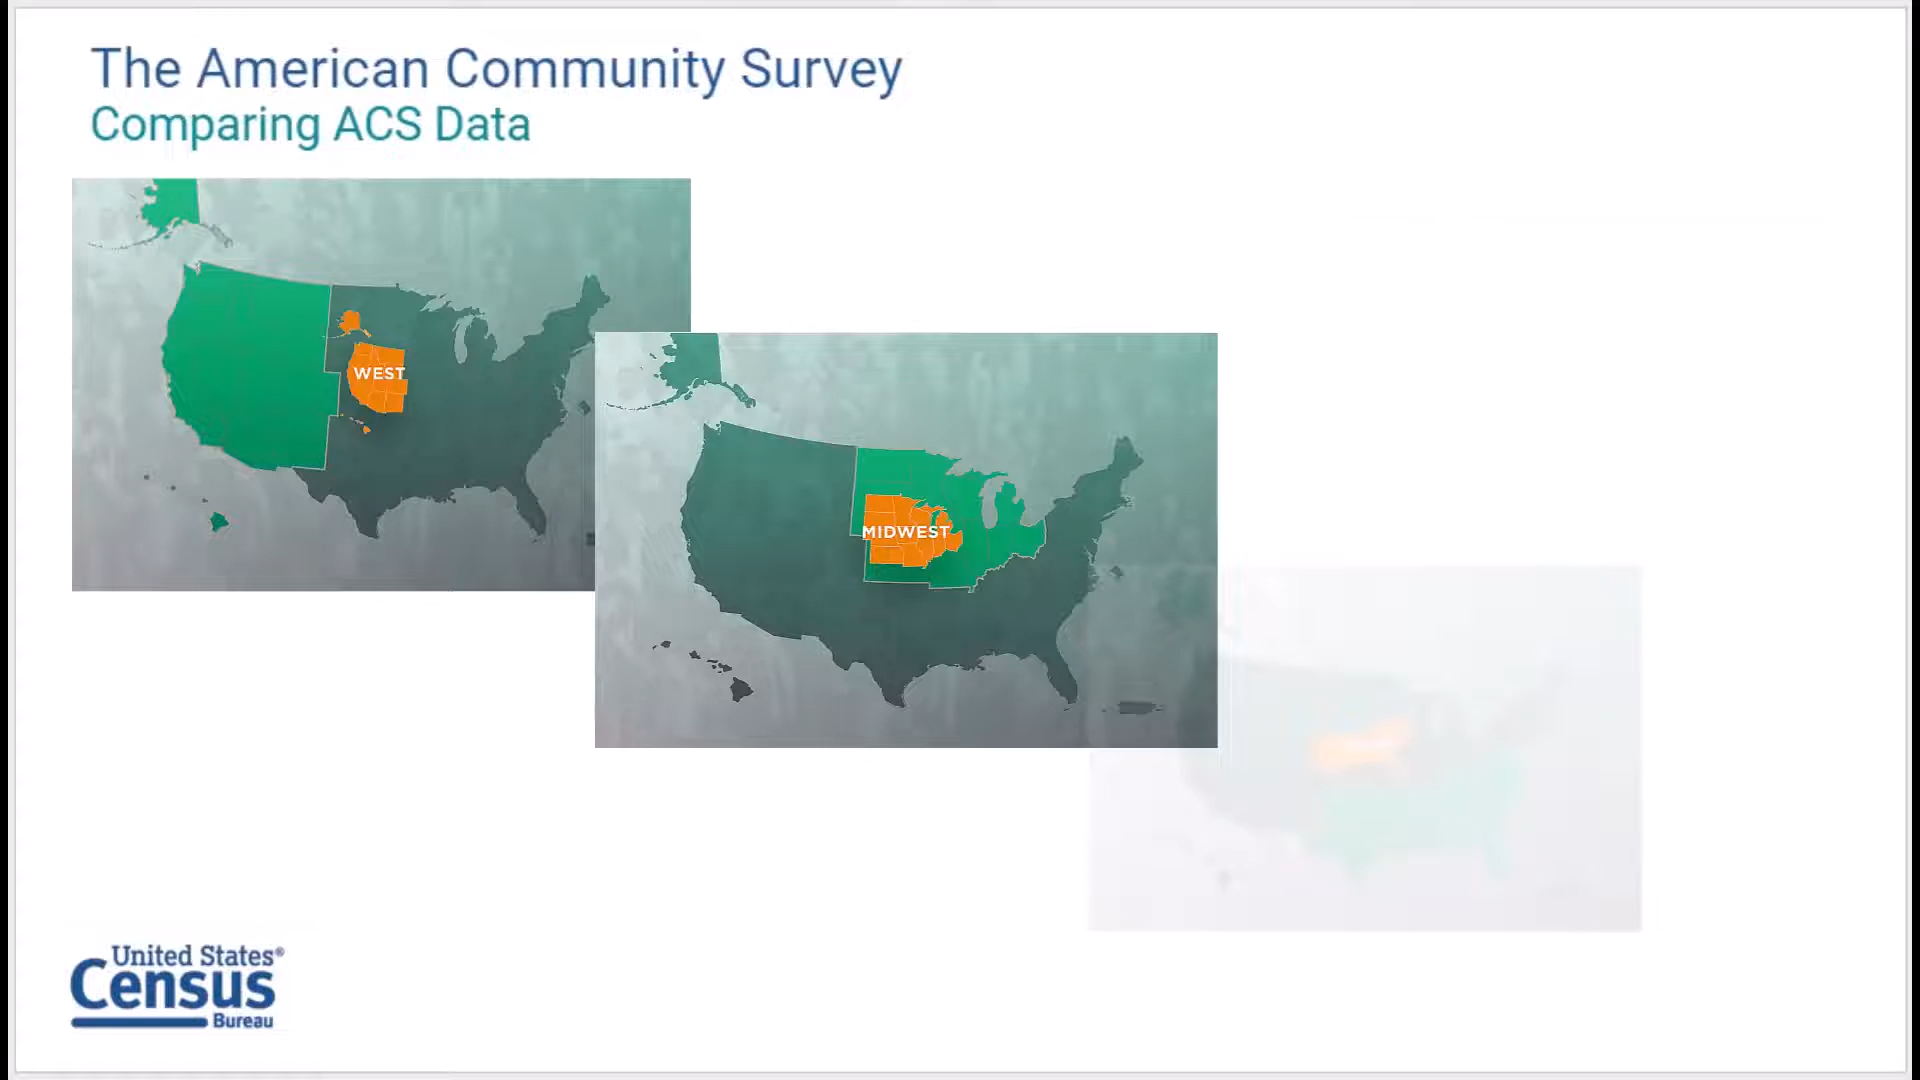 The American Community Survey
Comparing ACS Data
WEST
MIDWEST
United States®
Census
Bureau